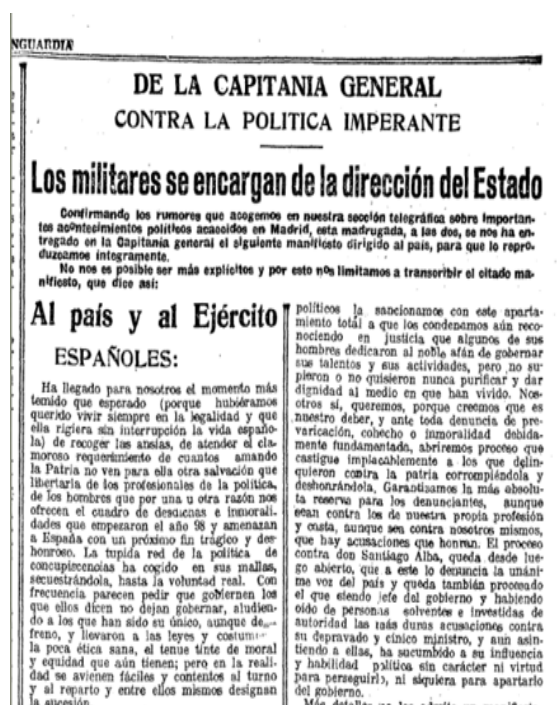 NGUARDIA
DE LA CAPITANIA GENERAL
CONTRA LA POLITICA IMPERANTE
Los militares se encargan de la dirección del Estado
Confirmando los rumores que acogemos en nuestra sección telegráfica sobre importan-
tes acontecimientos políticos acaecidos en Madrid, esta madrugada, a las dos, se nos ha en-
tregado en la Capitanía general el siguiente manifiesto dirigido al país, para que lo repro-
duzcamos íntegramente.
No nos es posible ser más explícitos y por esto nos limitamos a transcribir el citado ma-
nifiesto, que dice así:
Al país y al Ejército
ESPAÑOLES:
Ha llegado para nosotros el momento más
temido que esperado (porque hubiéramos
querido vivir siempre en la legalidad y que
ella rigiera sin interrupción la vida españo-
la) de recoger las ansias, de atender el cla-
moroso requerimiento de cuantos amando
la Patria no ven para ella otra salvación que
libertarla de los profesionales de la política,
de los hombres que por una u otra razón nos
ofrecen el cuadro de desdichas e inmorali-
dades que empezaron el año 98 y amenazan
a España con un próximo fin trágico y des-
honroso. La tupida red de la política de
concupiscencias ha cogido en sus mallas,
secuestrándola, hasta la voluntad real. Con
frecuencia parecen pedir que gobiernen los
que ellos dicen no dejan gobernar, aludien-
do a los que han sido su único, aunque de-
freno, y llevaron a las leyes y costum-
la poca ética sana, el tenue tinte de moral
y equidad que aún tienen; pero en la reali-
dad se avienen fáciles y contentos al turno
y al reparto y entre ellos mismos designan
la sucesión
políticos la sancionamos con este aparta-
miento total a que los condenamos aún reco-
nociendo en justicia que algunos de sus
hombres dedicaron al noble afán de gobernar
sus talentos y sus actividades, pero no su-
pieron o no quisieron nunca purificar y dar
dignidad al medio en que han vivido. Nos-
otros sí, queremos, porque creemos que es
nuestro deber, y ante toda denuncia de pre-
varicación, cohecho o inmoralidad debida-
mente fundamentada, abriremos proceso que
castigue implacablemente a los que delin-
quieron contra la patria corrompiéndola y
deshonrándola. Garantizamos la más absolu-
ta reserva para los denunciantes, aunque
sean contra los de nuestra propia profesión
y casta, aunque sea contra nosotros mismos,
que hay acusaciones que honran. El proceso
contra don Santiago Alba, queda desde lue-
go abierto, que a este lo denuncia la unáni-
me voz del país y queda también procesado
el que siendo jefe del gobierno y habiendo
oído de personas solventes e investidas de
autoridad las más duras acusaciones contra
su depravado y cínico ministro, y aun asin-
tiendo a ellas, ha sucumbido a su influencia
y habilidad política sin carácter ni virtud
para perseguirlo, ni siquiera para apartarlo
del gobierno.